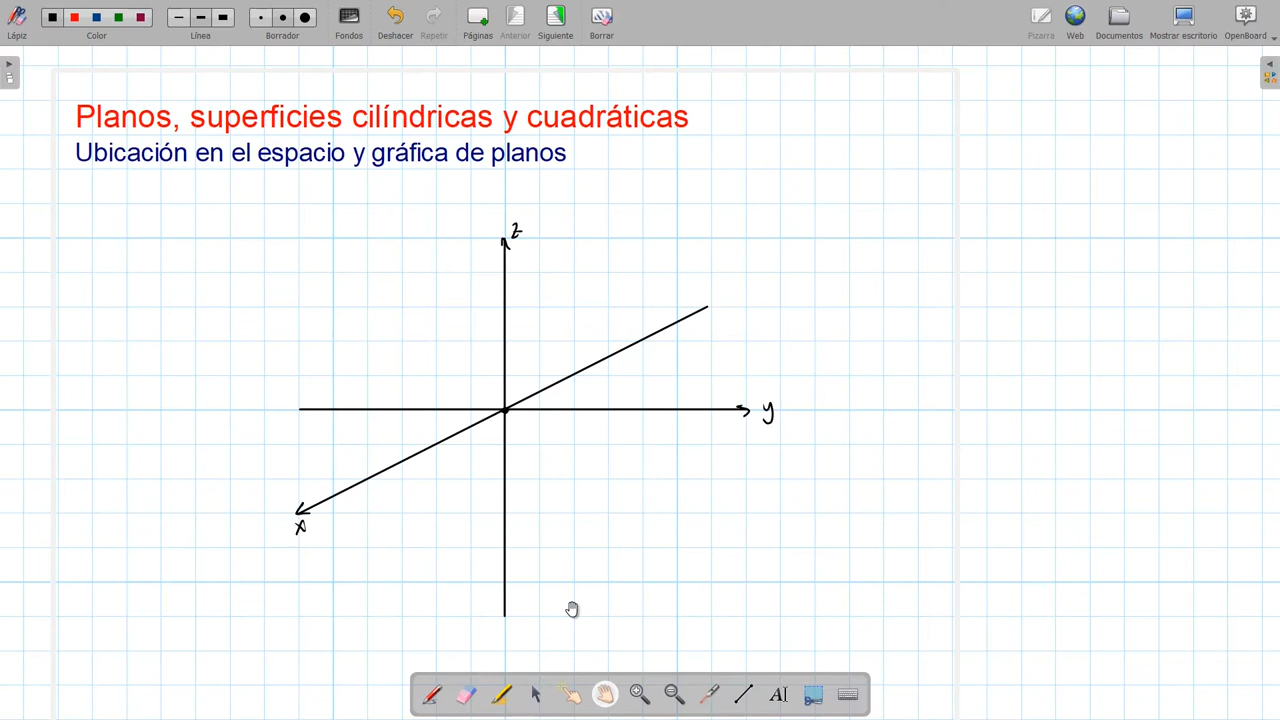 Lápiz Color Línea Borrador Fondos Deshacer Repetir Páginas Anterior Siguiente Borrar Pizarra Web Documentos Mostrar escritorio OpenBoard
Planos, superficies cilíndricas y cuadráticas
Ubicación en el espacio y gráfica de planos
z
y
x
AI